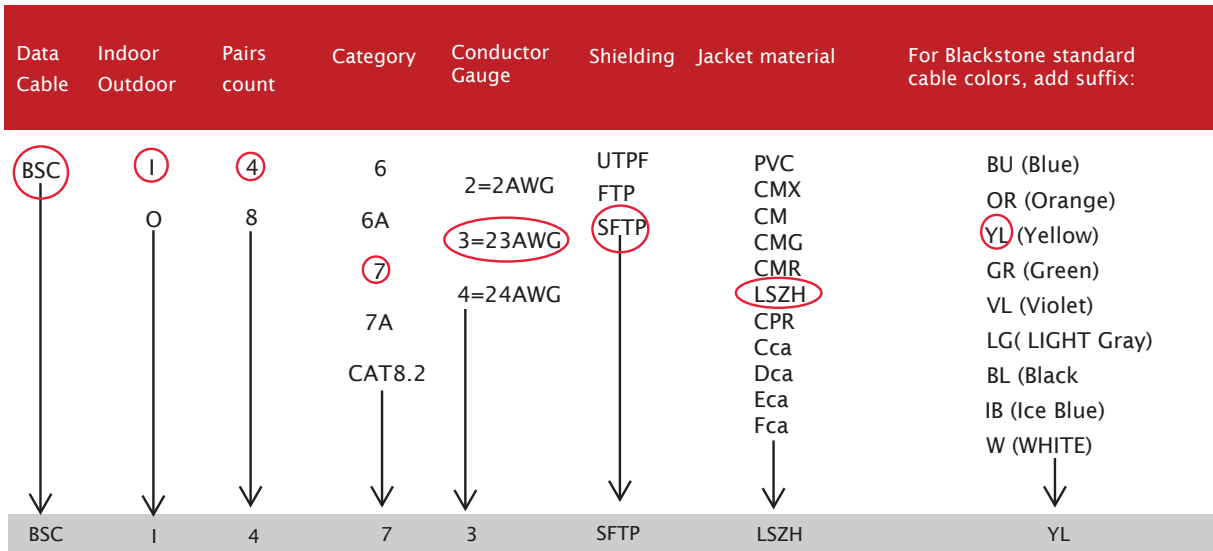 Data
Cable
Indoor
Outdoor
Pairs
count
Category
Conductor
Gauge
Shielding
Jacket material
For Blackstone standard
cable colors, add suffix:
BSC
I
O
4
8
6
6A
7
7A
CAT8.2
2=2AWG
3=23AWG
4=24AWG
UTPF
FTP
SFTP
PVC
CMX
CM
CMG
CMR
LSZH
CPR
Cca
Dca
Eca
Fca
BU (Blue)
OR (Orange)
YL (Yellow)
GR (Green)
VL (Violet)
LG( LIGHT Gray)
BL (Black
IB (Ice Blue)
W (WHITE)
BSC I 4 7 3 SFTP LSZH YL